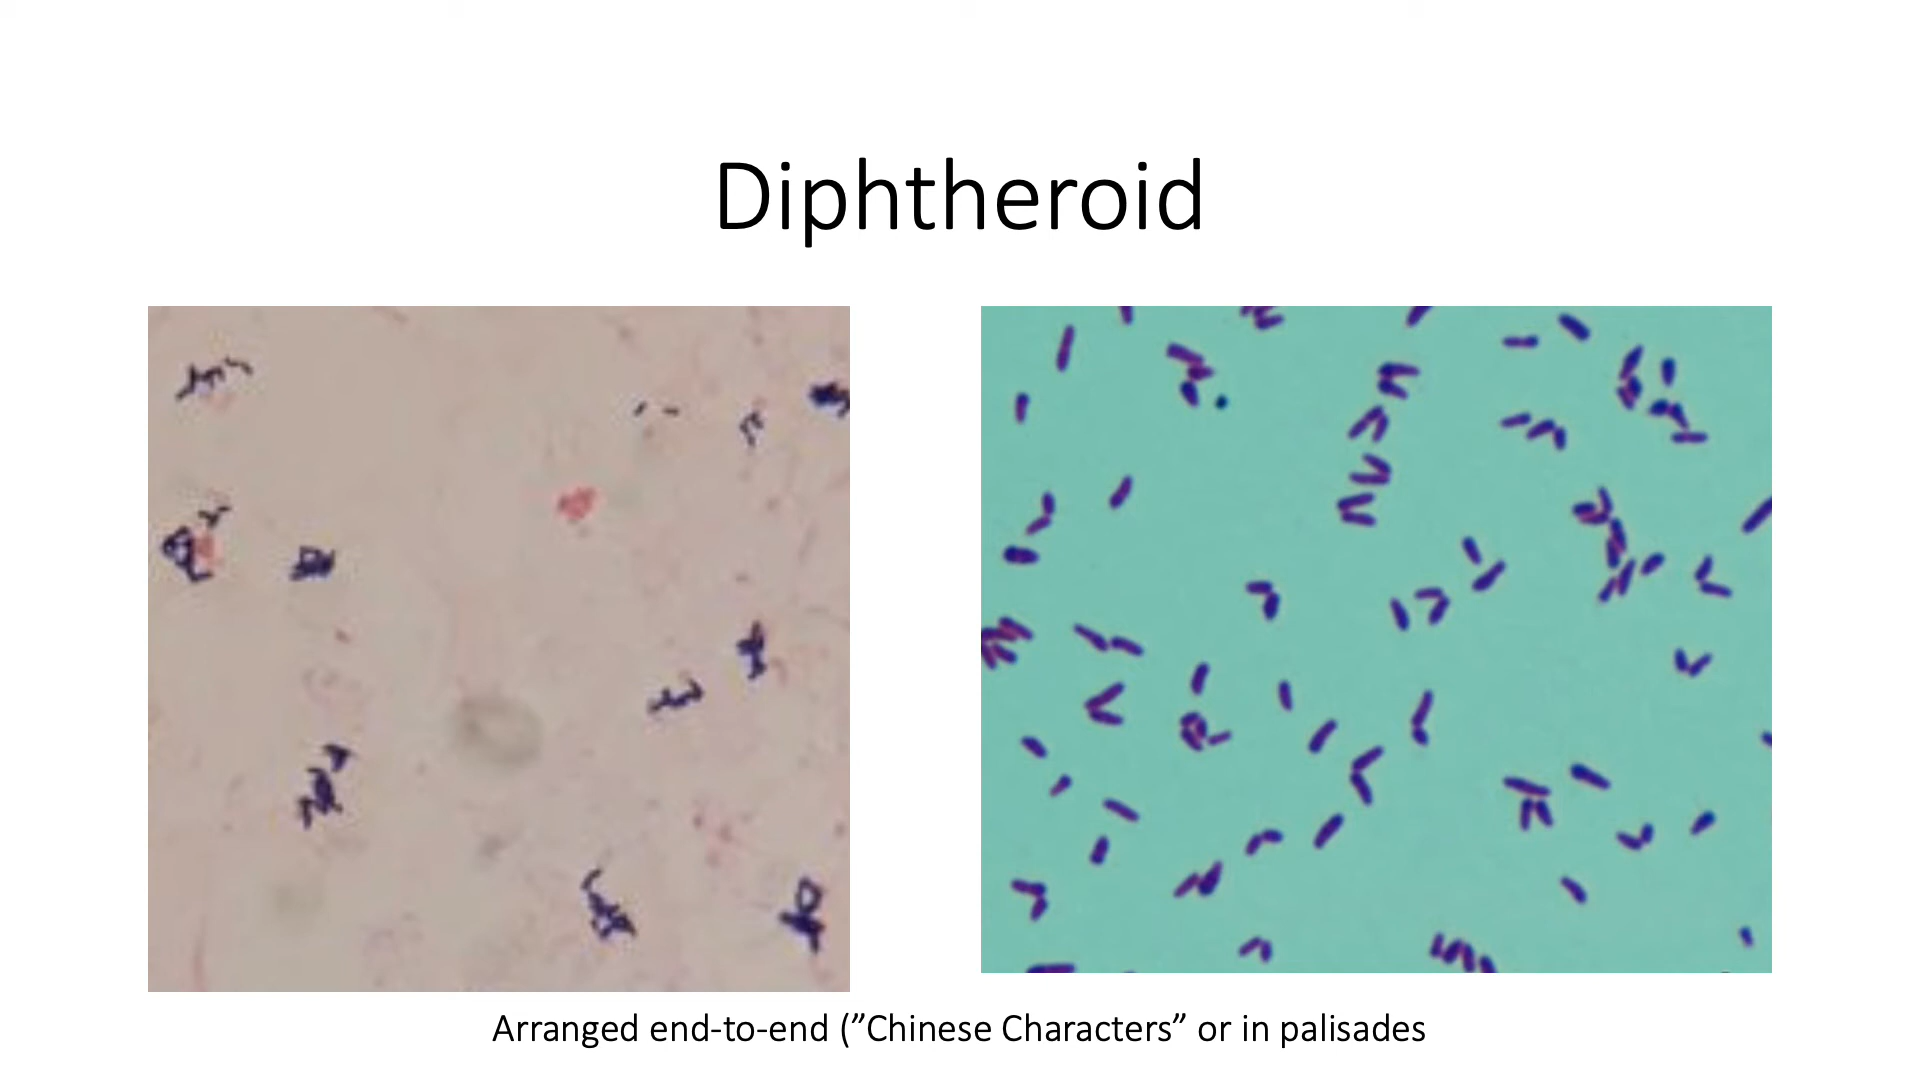 Diphtheroid
Arranged end-to-end (”Chinese Characters” or in palisades